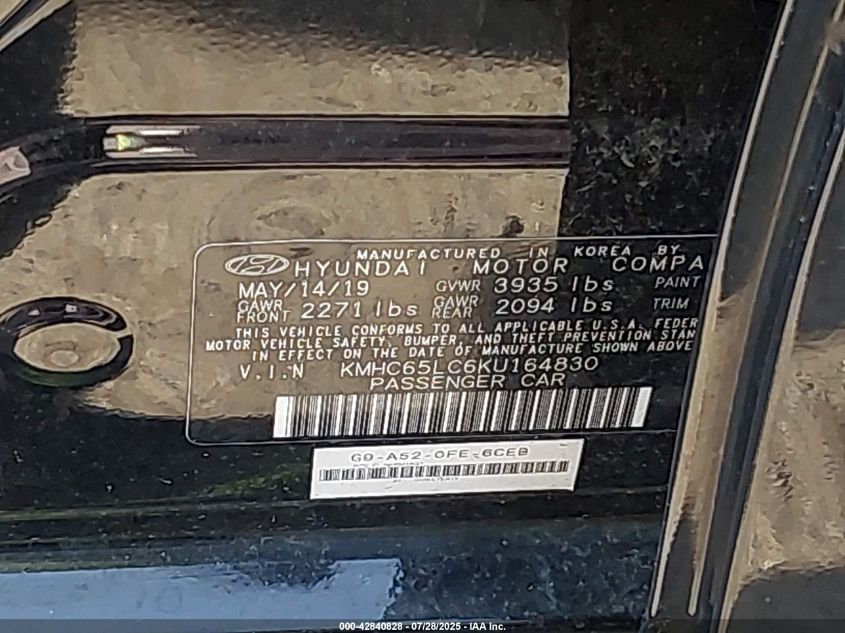 MANUFACTURED IN KOREA BY
HYUNDAI MOTOR COMPA
MAY/14/19 GVWR 3935 lbs PAINT
GAWR FRONT 2271 lbs GAWR REAR 2094 lbs TRIM
THIS VEHICLE CONFORMS TO ALL APPLICABLE U.S.A. FEDER
MOTOR VEHICLE SAFETY, BUMPER, AND THEFT PREVENTION STAN
IN EFFECT ON THE DATE OF MANUFACTURE SHOWN ABOVE
V.I.N KMHC65LC6KU164830
PASSENGER CAR
G9-A52-0FE-6CEB
000-42840828 - 07/28/2025 - IAA Inc.